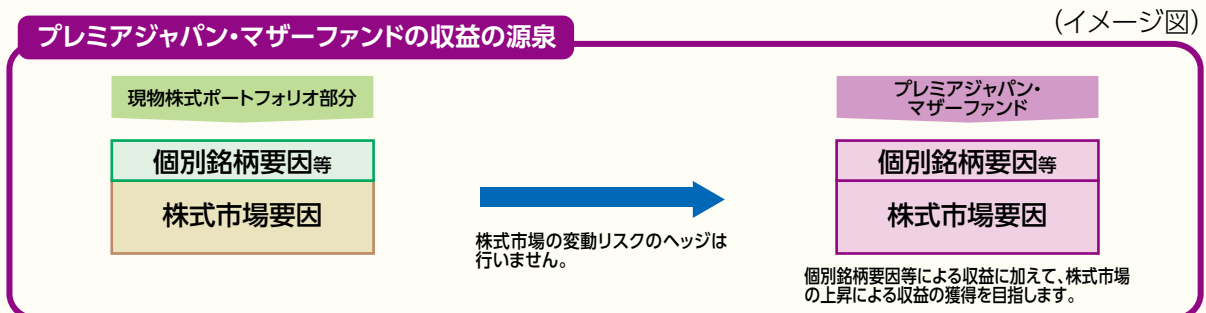 (イメージ図)
プレミアジャパン・マザーファンドの収益の源泉
現物株式ポートフォリオ部分
個別銘柄要因等
株式市場要因
株式市場の変動リスクのヘッジは
行いません。
プレミアジャパン・
マザーファンド
個別銘柄要因等
株式市場要因
個別銘柄要因等による収益に加えて、株式市場
の上昇による収益の獲得を目指します。